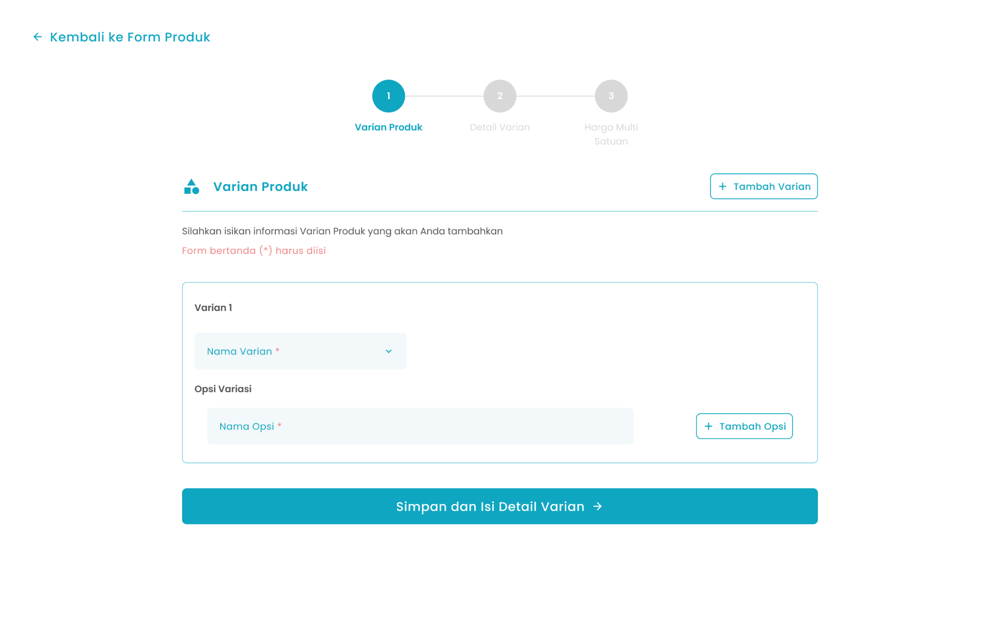 Kembali ke Form Produk
1
2
3
Varian Produk
Detail Varian
Harga Multi
Satuan
Varian Produk
+ Tambah Varian
Silahkan isikan informasi Varian Produk yang akan Anda tambahkan
Form bertanda (*) harus diisi
Varian 1
Nama Varian *
Opsi Variasi
Nama Opsi *
+ Tambah Opsi
Simpan dan Isi Detail Varian